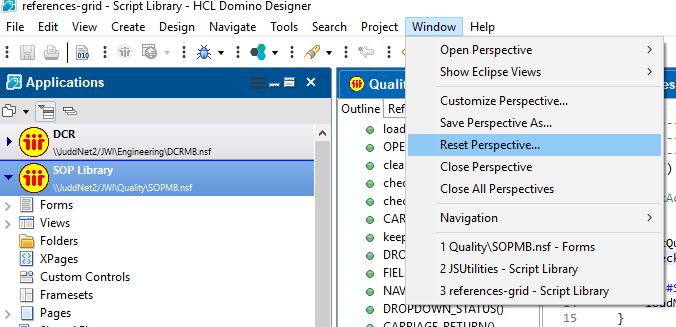 references-grid - Script Library - HCL Domino Designer
File Edit Create Design Tools Search Project Window Help
Applications
DCR
\\JuddNet2/JWI\Engineering\DCRMB.nsf
SOP Library
\\JuddNet2/JWI\Quality\SOPMB.nsf
Forms
Views
Folders
XPages
Custom Controls
Framesets
Pages
Quality
Outline
load
OPE
clea
chec
chec
CAR
keep
DRO
FIEL
NAV
DROPDOWN_STATUS()
CARRIAGE_RETURN()
Open Perspective
Show Eclipse Views
Customize Perspective...
Save Perspective As...
Reset Perspective...
Close Perspective
Close All Perspectives
Navigation
1 Quality\SOPMB.nsf - Forms
2 JSUtilities - Script Library
3 references-grid - Script Library
15 }